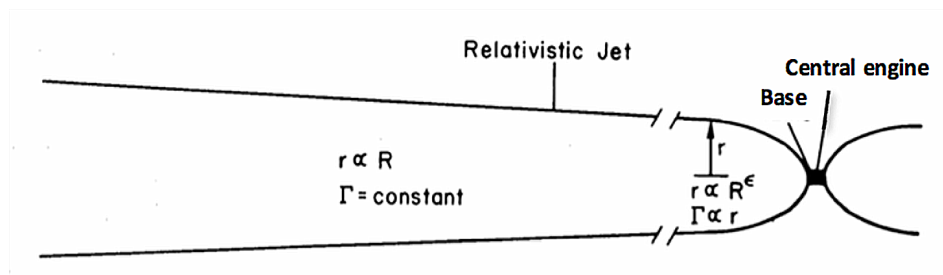 Relativistic Jet
Central engine
Base
r ∝ R
Γ = constant
r
r ∝ R^ϵ
Γ ∝ r